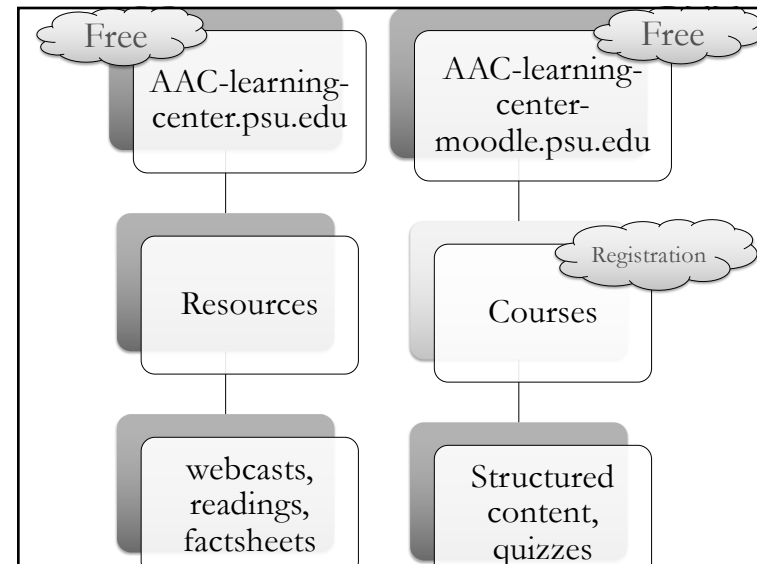 Free
AAC-learning-
center.psu.edu
Resources
webcasts,
readings,
factsheets
Free
AAC-learning-
center-
moodle.psu.edu
Registration
Courses
Structured
content,
quizzes